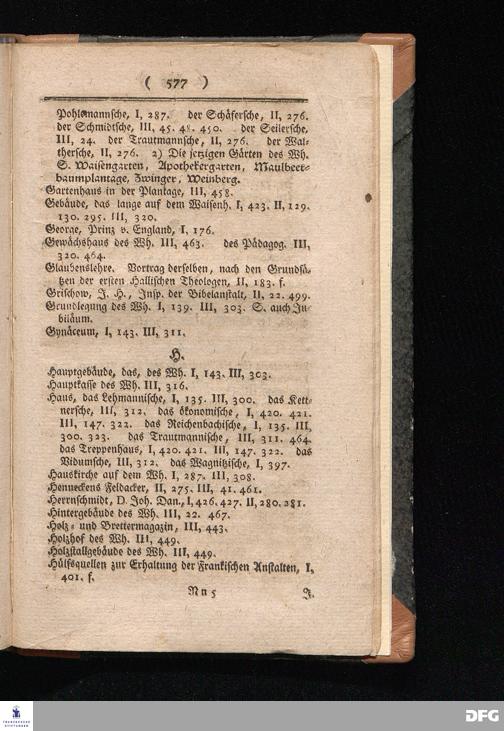 ( 577 )
Pohlmannsche, I, 287. der Schäfersche, II, 276.
der Schmidtsche, III, 45. 450. der Seilersche,
III, 24. der Trautmannsche, II, 276. der Wal-
thersche, II, 276. 2) Die jetzigen Gärten des Wh.
S. Waisengarten, Apothekergarten, Maulbeer-
baumplantage, Zwinger, Weinberg.
Gartenhaus in der Plantage, III, 458.
Gebäude, das lange auf dem Waisenh. I, 423. II, 129.
130. 295. III, 320.
George, Prinz v. England, I, 176.
Gewächshaus des Wh. III, 463. des Pädagog. III,
320. 464.
Glaubenslehre. Vortrag derselben, nach den Grundsä-
tzen der ersten Hallischen Theologen, II, 183. f.
Grischow, J. H., Insp. der Bibelanstalt, II, 22. 499.
Grundlegung des Wh. I, 139. III, 303. S. auch Ju-
biläum.
Gynäceum, I, 143. III, 311.
H.
Hauptgebäude, das, des Wh. I, 143. III, 303.
Hauptkasse des Wh. III, 316.
Haus, das Lehmannische, I, 135. III, 300. das Kett-
nersche, III, 312. das ökonomische, I, 420. 421.
III, 147. 322. das Reichenbachische, I, 135. III,
300. 323. das Trautmannische, III, 311. 464.
das Treppenhaus, I, 420. 421. III, 147. 322. das
Vidumsche, III, 312. das Wagnitzische, I, 397.
Hauskirche auf dem Wh. I, 287. III, 308.
Henneckens Feldacker, II, 275. III, 41. 461.
Herrnschmidt, D. Joh. Dan., I, 426. 427. II, 280. 281.
Hintergebäude des Wh. III, 22. 467.
Holz- und Brettermagazin, III, 443.
Holzhof des Wh. III, 449.
Holzstallgebäude des Wh. III, 449.
Hülfsquellen zur Erhaltung der Frankischen Anstalten, I,
401. f.
Nn 5 J.
FRANCKESCHE
STIFTUNGEN
DFG